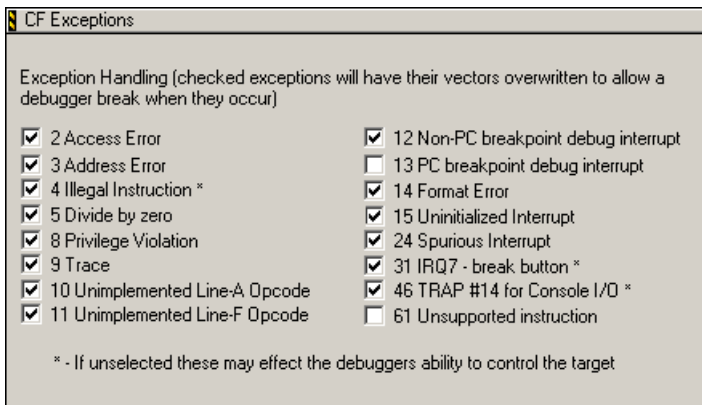 CF Exceptions
Exception Handling (checked exceptions will have their vectors overwritten to allow a
debugger break when they occur)
2 Access Error
3 Address Error
4 Illegal Instruction *
5 Divide by zero
8 Privilege Violation
9 Trace
10 Unimplemented Line-A Opcode
11 Unimplemented Line-F Opcode
12 Non-PC breakpoint debug interrupt
13 PC breakpoint debug interrupt
14 Format Error
15 Uninitialized Interrupt
24 Spurious Interrupt
31 IRQ7 - break button *
46 TRAP #14 for Console I/O *
61 Unsupported instruction
* - If unselected these may effect the debuggers ability to control the target